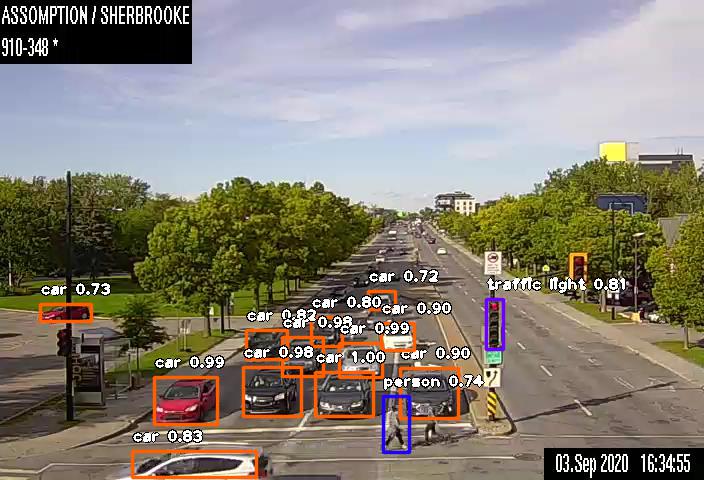 ASSOMPTION / SHERBROOKE
910-348 *
car 0.72
traffic light 0.81
car 0.73
car 0.80
car 0.90
car 0.82
car 0.98
car 0.99
car 0.99
car 0.98
car 1.00
car 0.90
person 0.74
car 0.83
03.Sep 2020 16:34:55